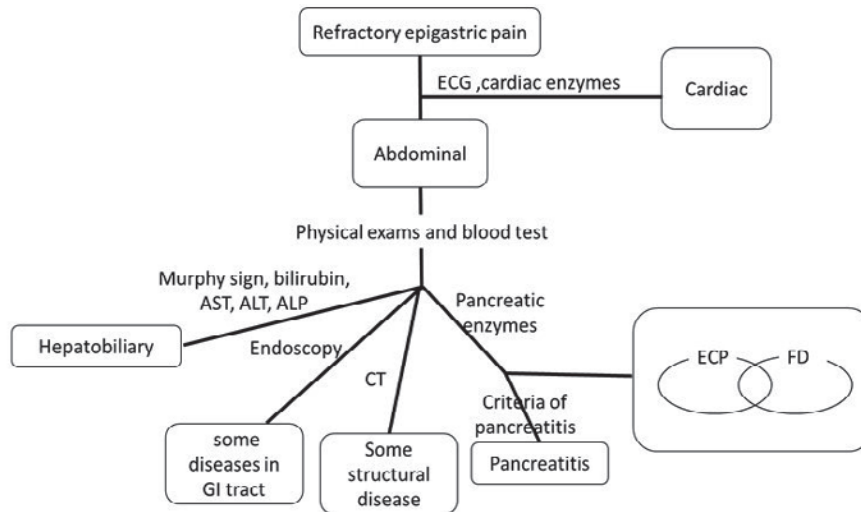 Refractory epigastric pain
ECG ,cardiac enzymes
Cardiac
Abdominal
Physical exams and blood test
Murphy sign, bilirubin,
AST, ALT, ALP
Hepatobiliary
Endoscopy
CT
Pancreatic
enzymes
ECP
FD
Criteria of
pancreatitis
some
diseases in
GI tract
Some
structural
disease
Pancreatitis